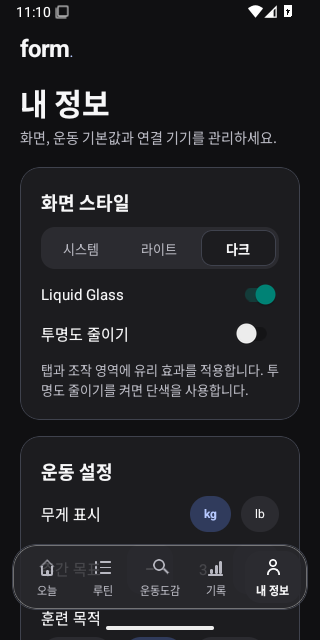 11:10
form.
내 정보
화면, 운동 기본값과 연결 기기를 관리하세요.
화면 스타일
시스템
라이트
다크
Liquid Glass
투명도 줄이기
탭과 조작 영역에 유리 효과를 적용합니다. 투
명도 줄이기를 켜면 단색을 사용합니다.
운동 설정
무게 표시
kg
lb
오늘
루틴
운동도감
기록
내 정보
훈련 목적